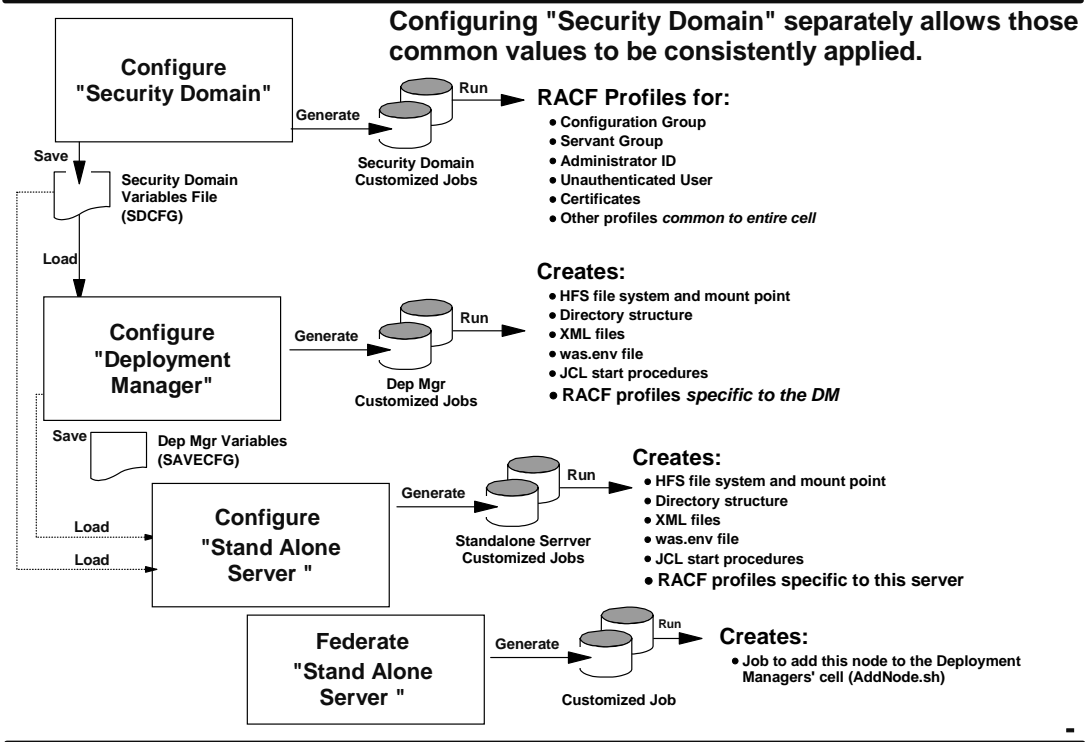 Configuring "Security Domain" separately allows those
common values to be consistently applied.
Configure
"Security Domain"
Generate
Run
Security Domain
Customized Jobs
RACF Profiles for:
● Configuration Group
● Servant Group
● Administrator ID
● Unauthenticated User
● Certificates
● Other profiles common to entire cell
Save
Security Domain
Variables File
(SDCFG)
Load
Configure
"Deployment
Manager"
Generate
Run
Dep Mgr
Customized Jobs
Creates:
● HFS file system and mount point
● Directory structure
● XML files
● was.env file
● JCL start procedures
● RACF profiles specific to the DM
Save
Dep Mgr Variables
(SAVECFG)
Load
Load
Configure
"Stand Alone
Server "
Generate
Run
Standalone Serrver
Customized Jobs
Creates:
● HFS file system and mount point
● Directory structure
● XML files
● was.env file
● JCL start procedures
● RACF profiles specific to this server
Federate
"Stand Alone
Server "
Generate
Run
Customized Job
Creates:
● Job to add this node to the Deployment
Managers' cell (AddNode.sh)
-